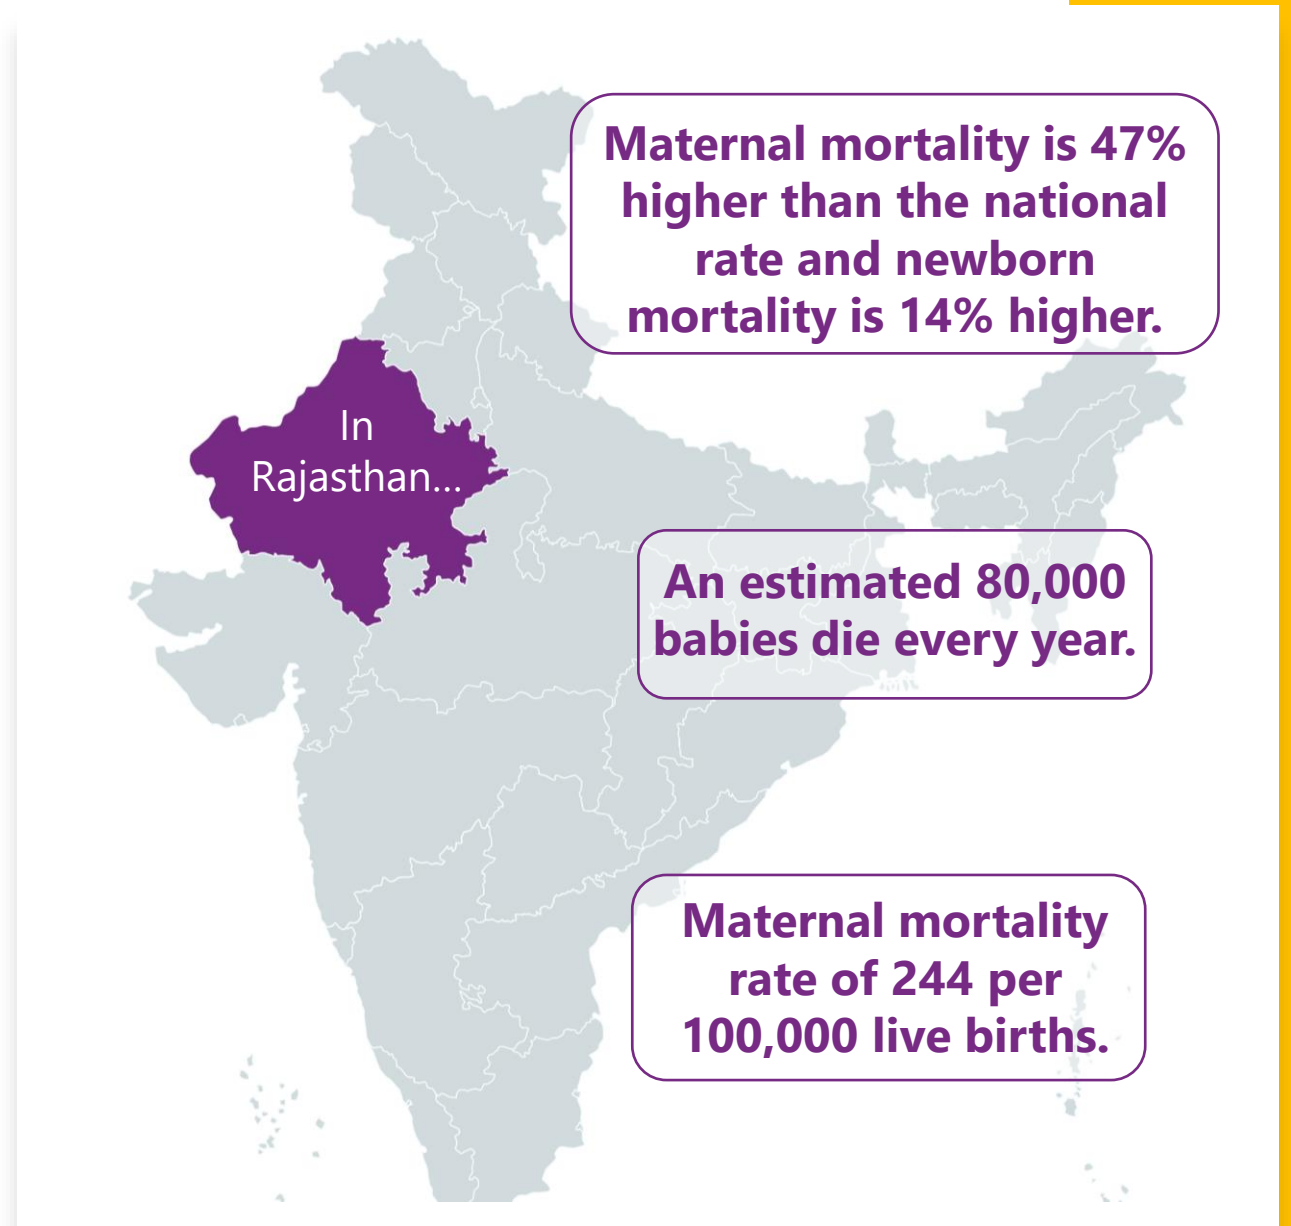 Maternal mortality is 47%
higher than the national
rate and newborn
mortality is 14% higher.
In
Rajasthan...
An estimated 80,000
babies die every year.
Maternal mortality
rate of 244 per
100,000 live births.